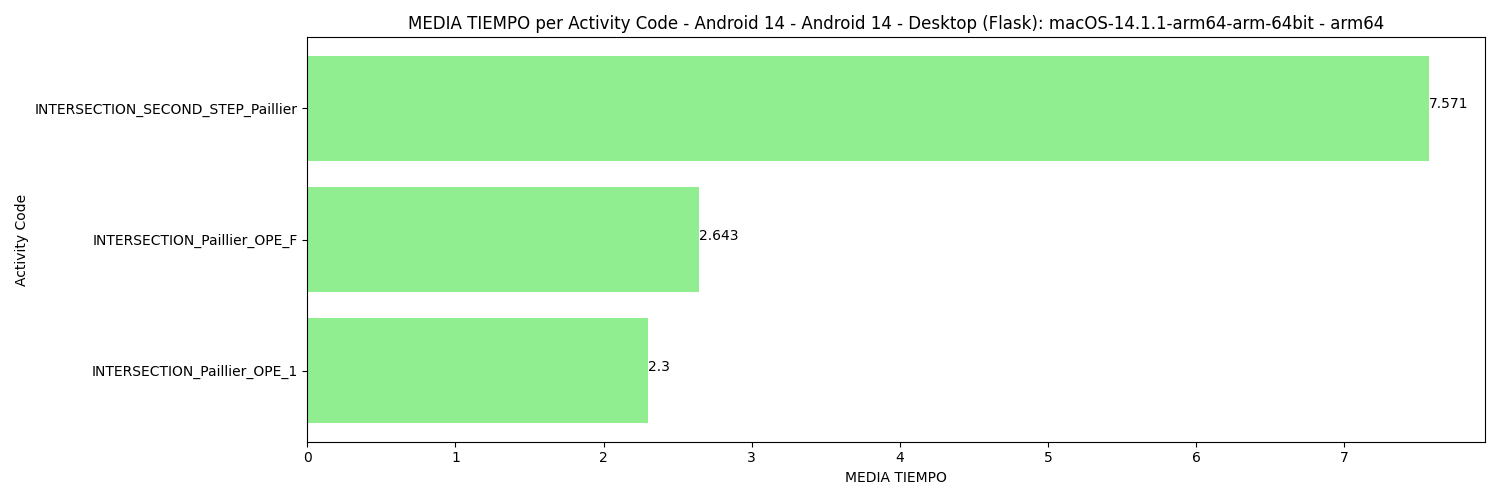 MEDIA TIEMPO per Activity Code - Android 14 - Android 14 - Desktop (Flask): macOS-14.1.1-arm64-arm-64bit - arm64
INTERSECTION_SECOND_STEP_Paillier
7.571
INTERSECTION_Paillier_OPE_F
2.643
INTERSECTION_Paillier_OPE_1
2.3
Activity Code
0 1 2 3 4 5 6 7
MEDIA TIEMPO